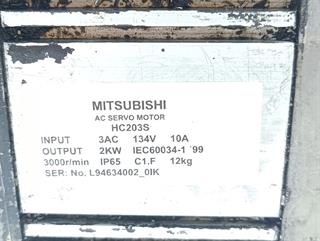 MITSUBISHI
AC SERVO MOTOR
HC203S
INPUT 3AC 134V 10A
OUTPUT 2KW IEC60034-1 '99
3000r/min IP65 C1.F 12kg
SER: No. L94634002_0IK